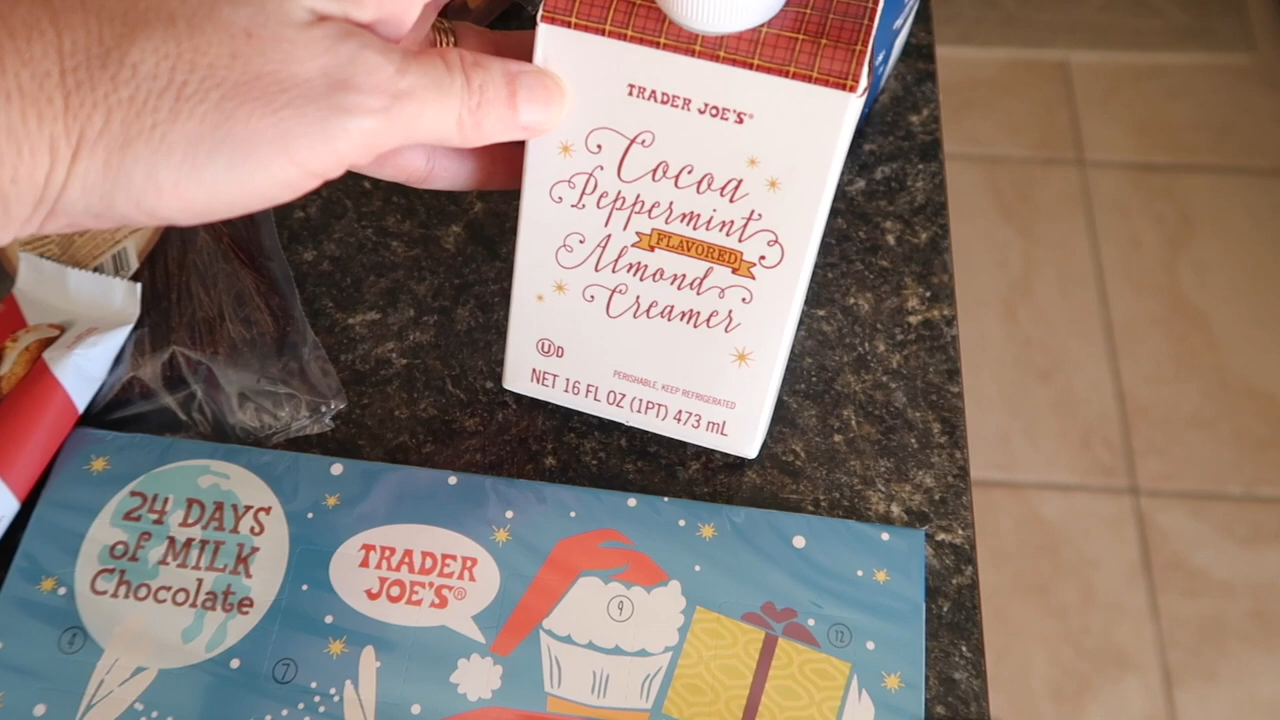 TRADER JOE'S®
Cocoa
Peppermint
FLAVORED
Almond
Creamer
UD
PERISHABLE, KEEP REFRIGERATED
NET 16 FL OZ (1PT) 473 mL
24 DAYS
of MILK
Chocolate
TRADER
JOE'S®
9
12
7